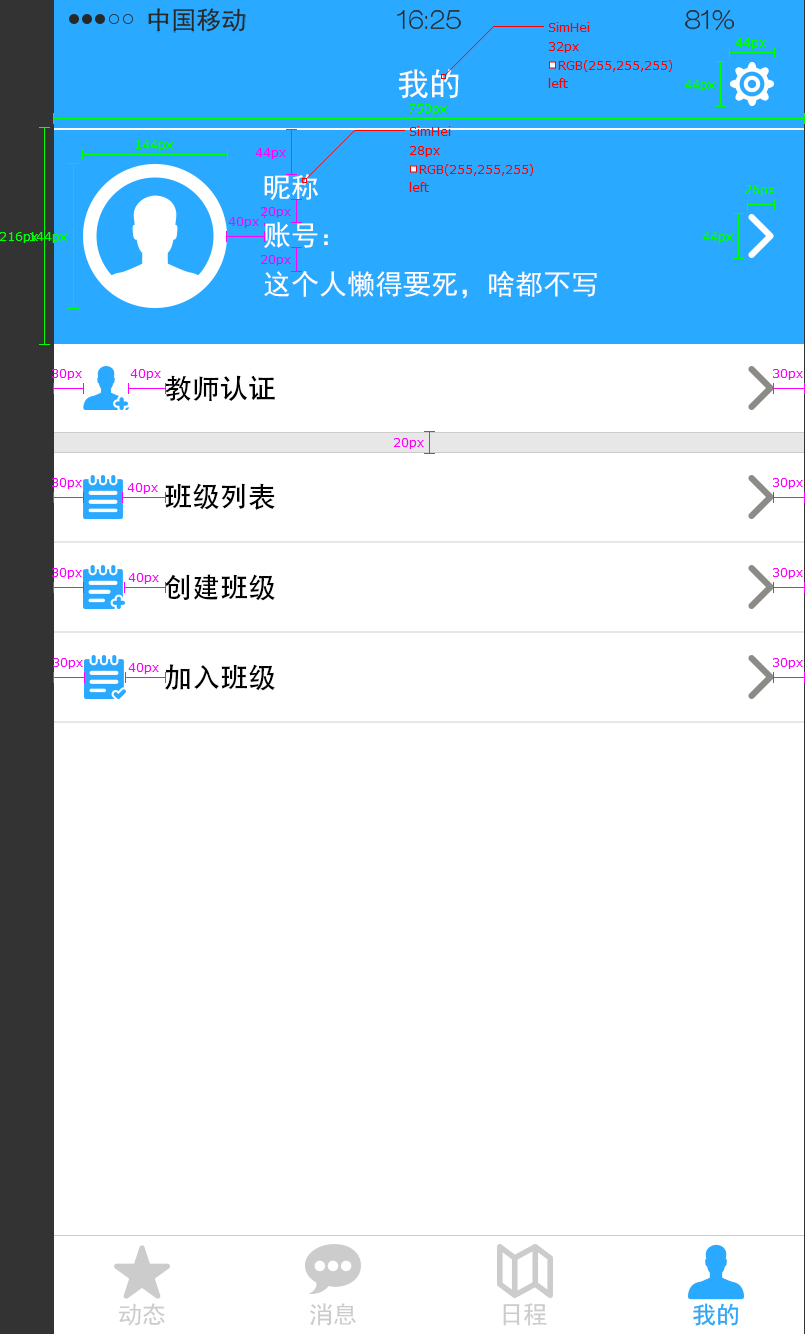 中国移动 16:25 81%
SimHei
32px
RGB(255,255,255)
left
我的
44px
44px
750px
SimHei
28px
RGB(255,255,255)
left
144px
44px
昵称
20px
40px
216px
144px
账号：
20px
26px
44px
这个人懒得要死，啥都不写
30px 40px 教师认证 30px
20px
30px 40px 班级列表 30px
30px 40px 创建班级 30px
30px 40px 加入班级 30px
动态 消息 日程 我的